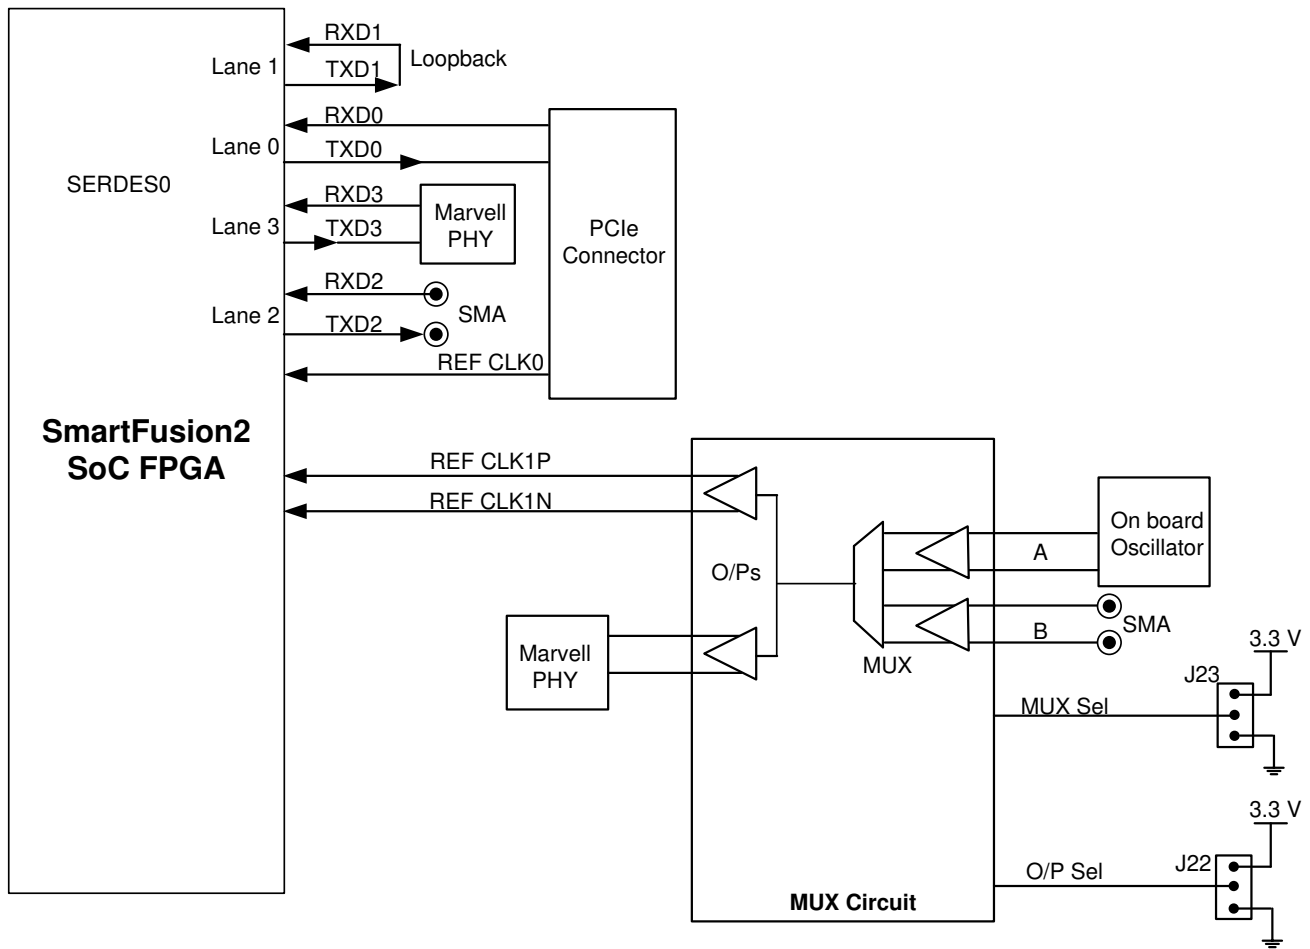 RXD1
Loopback
Lane 1
TXD1
RXD0
Lane 0
TXD0
SERDES0
RXD3
Marvell
PHY
Lane 3
TXD3
PCIe
Connector
RXD2
SMA
Lane 2
TXD2
REF CLK0
SmartFusion2
SoC FPGA
REF CLK1P
REF CLK1N
On board
Oscillator
A
O/Ps
B
SMA
MUX
Marvell
PHY
3.3 V
J23
MUX Sel
3.3 V
J22
O/P Sel
MUX Circuit